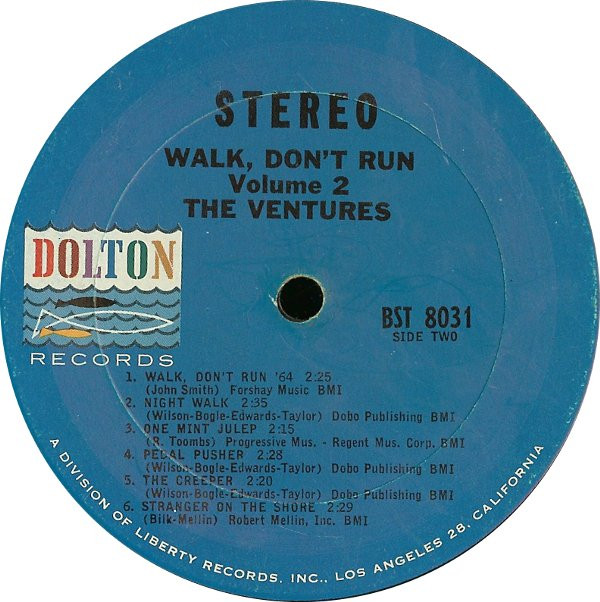 STEREO
WALK, DON'T RUN
Volume 2
THE VENTURES
DOLTON
RECORDS
BST 8031
SIDE TWO
1. WALK, DON'T RUN '64 2:25
(John Smith) Forshay Music BMI
2. NIGHT WALK 2:35
(Wilson-Bogle-Edwards-Taylor) Dobo Publishing BMI
3. ONE MINT JULEP 2:15
(R. Toombs) Progressive Mus. - Regent Mus. Corp. BMI
4. PEDAL PUSHER 2:28
(Wilson-Bogle-Edwards-Taylor) Dobo Publishing BMI
5. THE CREEPER 2:20
(Wilson-Bogle-Edwards-Taylor) Dobo Publishing BMI
6. STRANGER ON THE SHORE 2:29
(Bilk-Mellin) Robert Mellin, Inc. BMI
A DIVISION OF LIBERTY RECORDS, INC., LOS ANGELES 28, CALIFORNIA